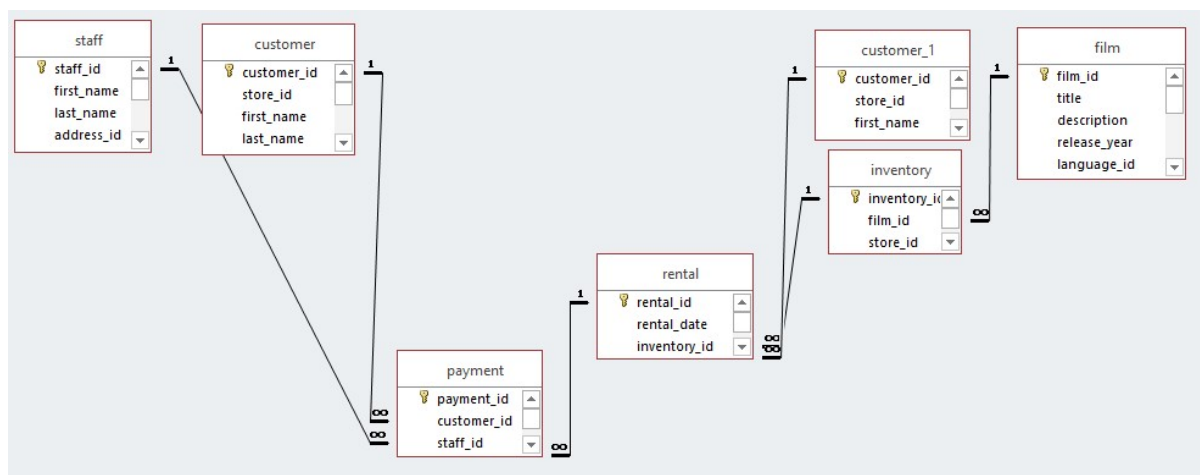 staff
staff_id
first_name
last_name
address_id
customer
customer_id
store_id
first_name
last_name
customer_1
customer_id
store_id
first_name
film
film_id
title
description
release_year
language_id
inventory
inventory_id
film_id
store_id
rental
rental_id
rental_date
inventory_id
payment
payment_id
customer_id
staff_id
1
1
1
1
1
1
∞
∞
∞
∞
∞
∞